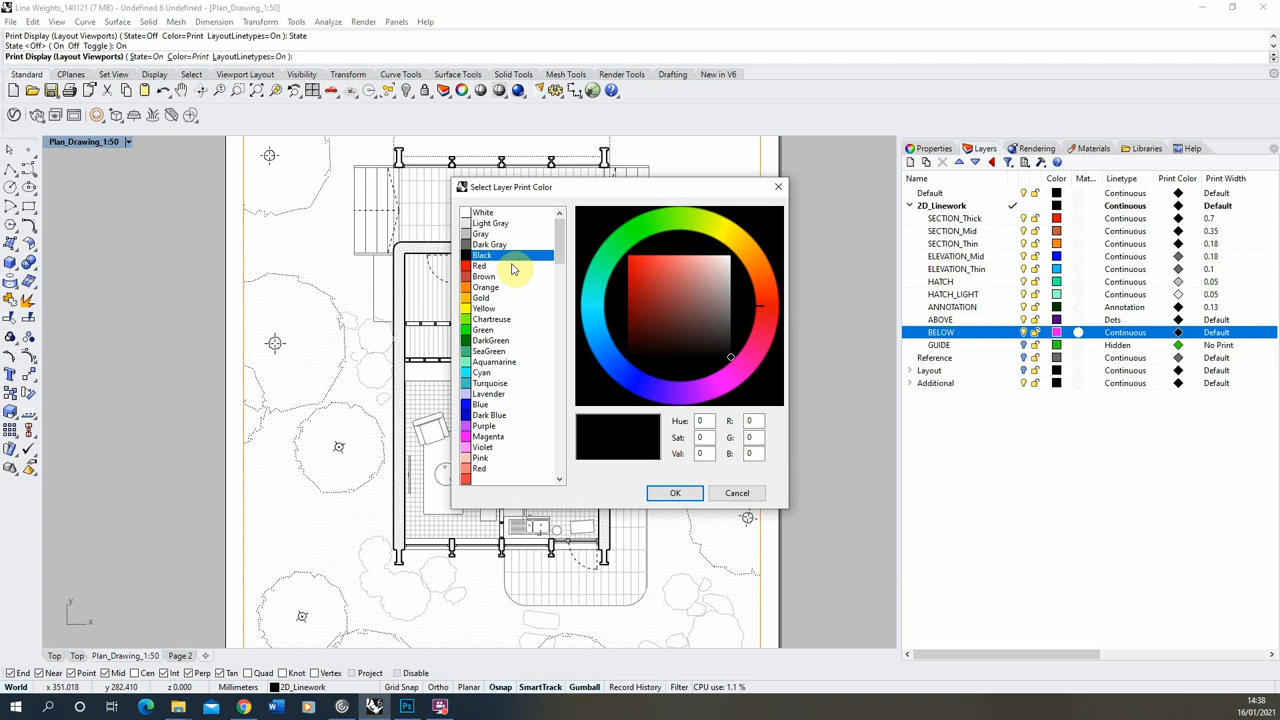 Line Weights_140121 (7 MB) - Undefined 6 Undefined - [Plan_Drawing_1:50]
File Edit View Curve Surface Solid Mesh Dimension Transform Tools Analyze Render Panels Help
Print Display (Layout Viewports) ( State=Off Color=Print LayoutLinetypes=On ): State
State <Off> ( On Off Toggle ): On
Print Display (Layout Viewports) ( State=On Color=Print LayoutLinetypes=On ):
Standard CPlanes Set View Display Select Viewport Layout Visibility Transform Curve Tools Surface Tools Solid Tools Mesh Tools Render Tools Drafting New in V6
Plan_Drawing_1:50
Properties Layers Rendering Materials Libraries Help
Name Color Mat... Linetype Print Color Print Width
Default Continuous Default
2D_Linework Continuous Default
SECTION_Thick Continuous 0.7
SECTION_Mid Continuous 0.35
SECTION_Thin Continuous 0.18
ELEVATION_Mid Continuous 0.18
ELEVATION_Thin Continuous 0.1
HATCH Continuous 0.05
HATCH_LIGHT Continuous 0.05
ANNOTATION Annotation 0.13
ABOVE Dots Default
BELOW Continuous Default
GUIDE Hidden No Print
Reference Continuous Default
Layout Continuous Default
Additional Continuous Default
Select Layer Print Color
White
Light Gray
Gray
Dark Gray
Black
Red
Brown
Orange
Gold
Yellow
Chartreuse
Green
DarkGreen
SeaGreen
Aquamarine
Cyan
Turquoise
Lavender
Blue
Dark Blue
Purple
Magenta
Violet
Pink
Red
Hue: 0 R: 0
Sat: 0 G: 0
Val: 0 B: 0
OK Cancel
y
x
Top Top Plan_Drawing_1:50 Page 2
End Near Point Mid Cen Int Perp Tan Quad Knot Vertex Project Disable
World x 351.018 y 282.410 z 0.000 Millimeters 2D_Linework Grid Snap Ortho Planar Osnap SmartTrack Gumball Record History Filter CPU use: 1.1 %
14:38
16/01/2021